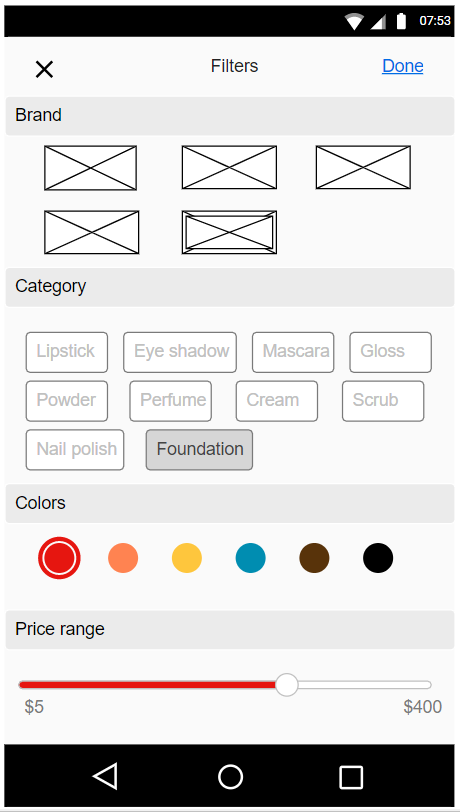 07:53
Filters Done
Brand
Category
Lipstick Eye shadow Mascara Gloss
Powder Perfume Cream Scrub
Nail polish Foundation
Colors
Price range
$5 $400